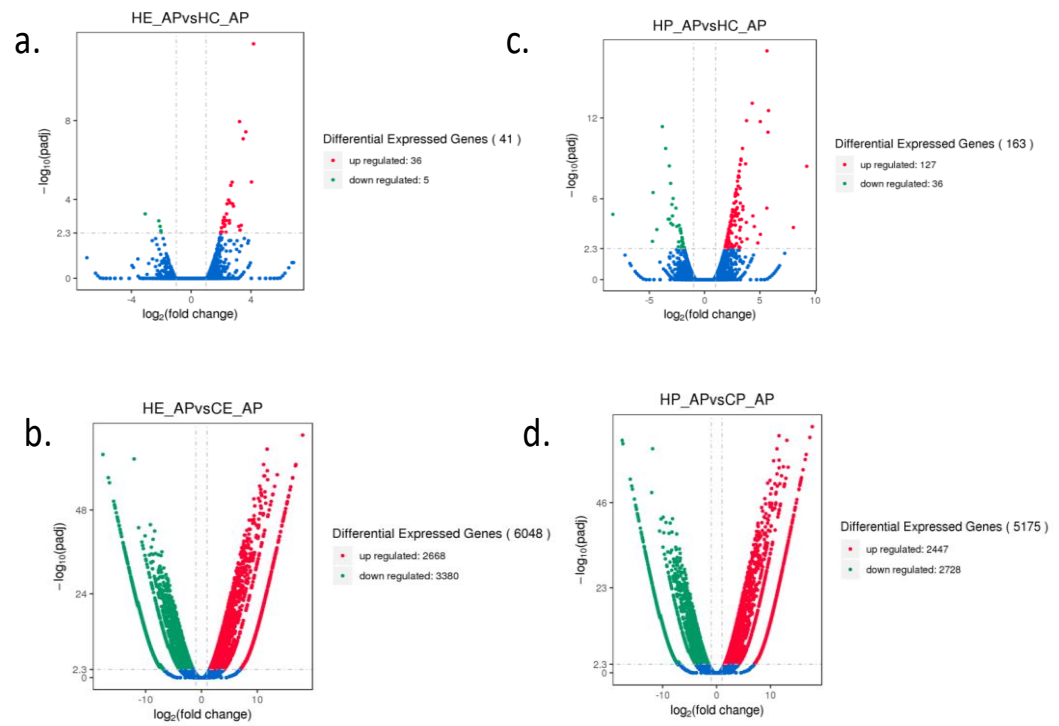 a.
HE_APvsHC_AP
−log10(padj)
8
4
2.3
0
-4 0 4
log2(fold change)
Differential Expressed Genes ( 41 )
up regulated: 36
down regulated: 5
c.
HP_APvsHC_AP
−log10(padj)
12
6
2.3
0
-5 0 5 10
log2(fold change)
Differential Expressed Genes ( 163 )
up regulated: 127
down regulated: 36
b.
HE_APvsCE_AP
−log10(padj)
48
24
2.3
0
-10 0 10
log2(fold change)
Differential Expressed Genes ( 6048 )
up regulated: 2668
down regulated: 3380
d.
HP_APvsCP_AP
−log10(padj)
46
23
2.3
0
-10 0 10
log2(fold change)
Differential Expressed Genes ( 5175 )
up regulated: 2447
down regulated: 2728